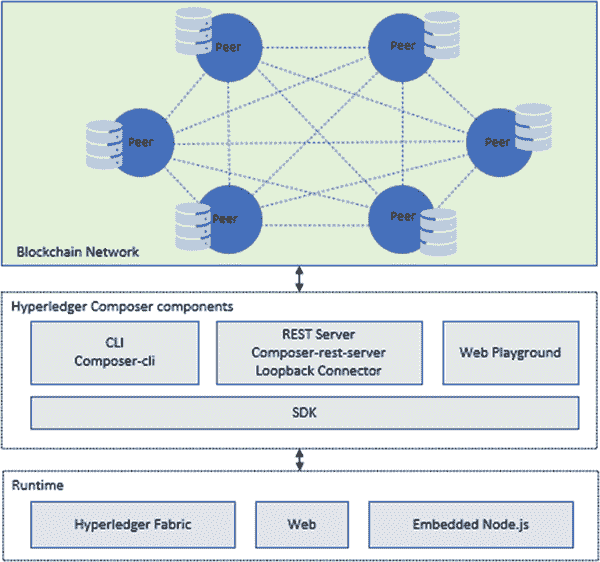 Peer
Peer
Peer
Peer
Peer
Peer
Blockchain Network
Hyperledger Composer components
CLI
Composer-cli
REST Server
Composer-rest-server
Loopback Connector
Web Playground
SDK
Runtime
Hyperledger Fabric
Web
Embedded Node.js